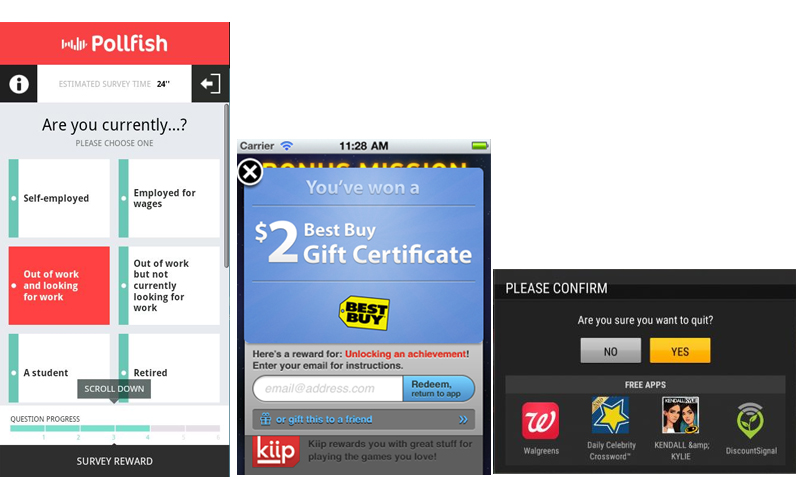 Pollfish
ESTIMATED SURVEY TIME 24''
Are you currently...?
PLEASE CHOOSE ONE
Self-employed
Employed for
wages
Out of work
and looking
for work
Out of work
but not
currently
looking for
work
A student
Retired
SCROLL DOWN
QUESTION PROGRESS
1 2 3 4 5 6
SURVEY REWARD
Carrier 11:28 AM
BONUS MISSION
You've won a
$2 Best Buy
Gift Certificate
BEST
BUY
Here's a reward for: Unlocking an achievement!
Enter your email for instructions.
email@address.com
Redeem,
return to app
or gift this to a friend
kiip
Kiip rewards you with great stuff for
playing the games you love!
PLEASE CONFIRM
Are you sure you want to quit?
NO YES
FREE APPS
KENDALL & KYLIE
Walgreens
Daily Celebrity
Crossword™
KENDALL &amp;
KYLIE
DiscountSignal